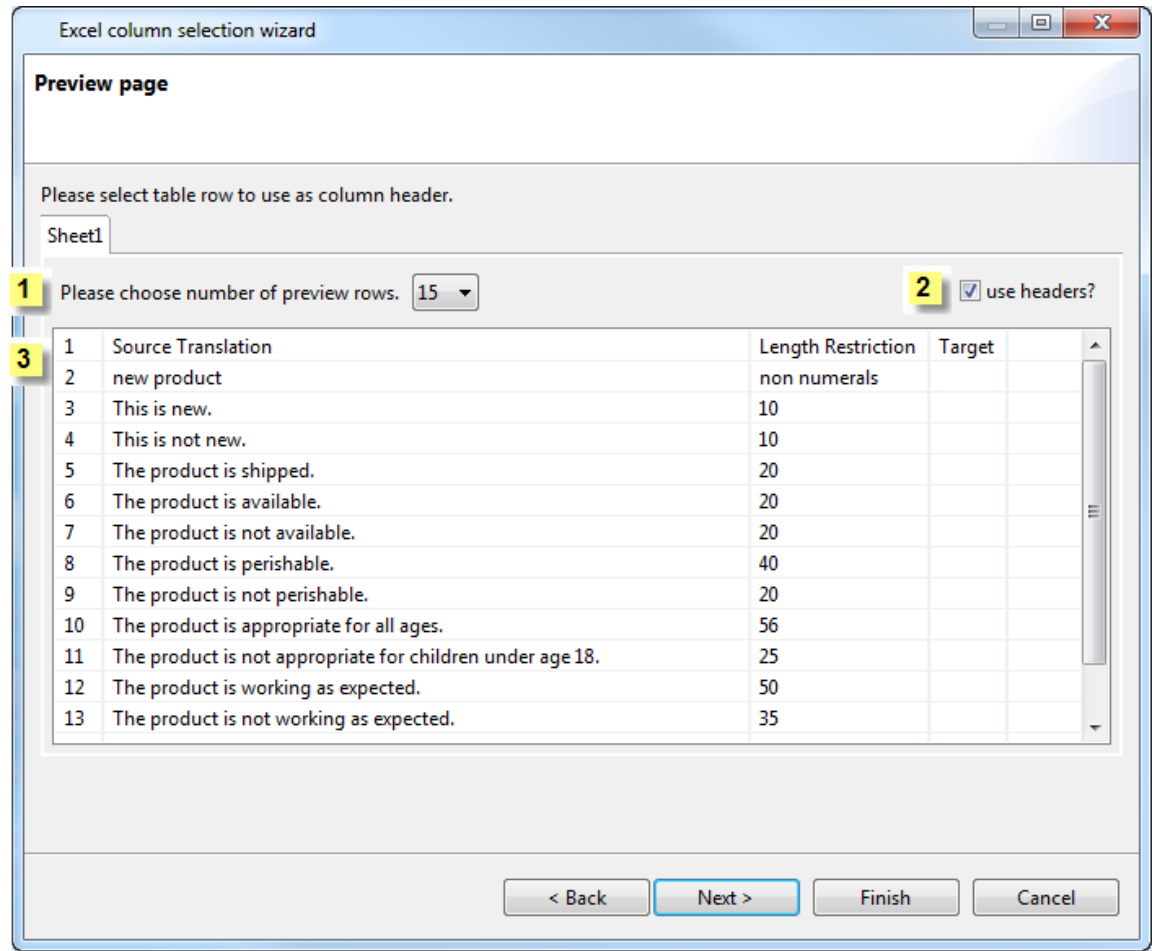 Excel column selection wizard
Preview page
Please select table row to use as column header.
Sheet1
1 Please choose number of preview rows. 15 2 use headers?
3
1 Source Translation Length Restriction Target
2 new product non numerals
3 This is new. 10
4 This is not new. 10
5 The product is shipped. 20
6 The product is available. 20
7 The product is not available. 20
8 The product is perishable. 40
9 The product is not perishable. 20
10 The product is appropriate for all ages. 56
11 The product is not appropriate for children under age 18. 25
12 The product is working as expected. 50
13 The product is not working as expected. 35
< Back Next > Finish Cancel